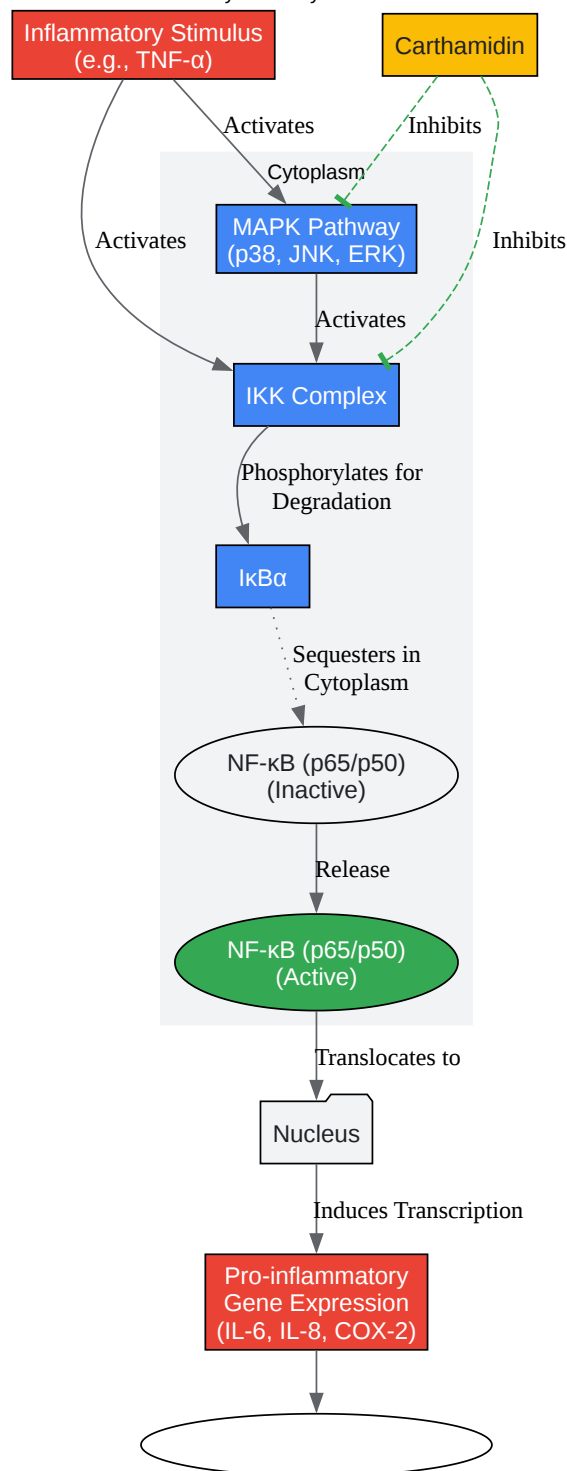 Inflammatory Stimulus
(e.g., TNF-α)
Carthamidin
Activates
Inhibits
Cytoplasm
MAPK Pathway
(p38, JNK, ERK)
Activates
Inhibits
Activates
IKK Complex
Phosphorylates for
Degradation
IκBα
Sequesters in
Cytoplasm
NF-κB (p65/p50)
(Inactive)
Release
NF-κB (p65/p50)
(Active)
Translocates to
Nucleus
Induces Transcription
Pro-inflammatory
Gene Expression
(IL-6, IL-8, COX-2)